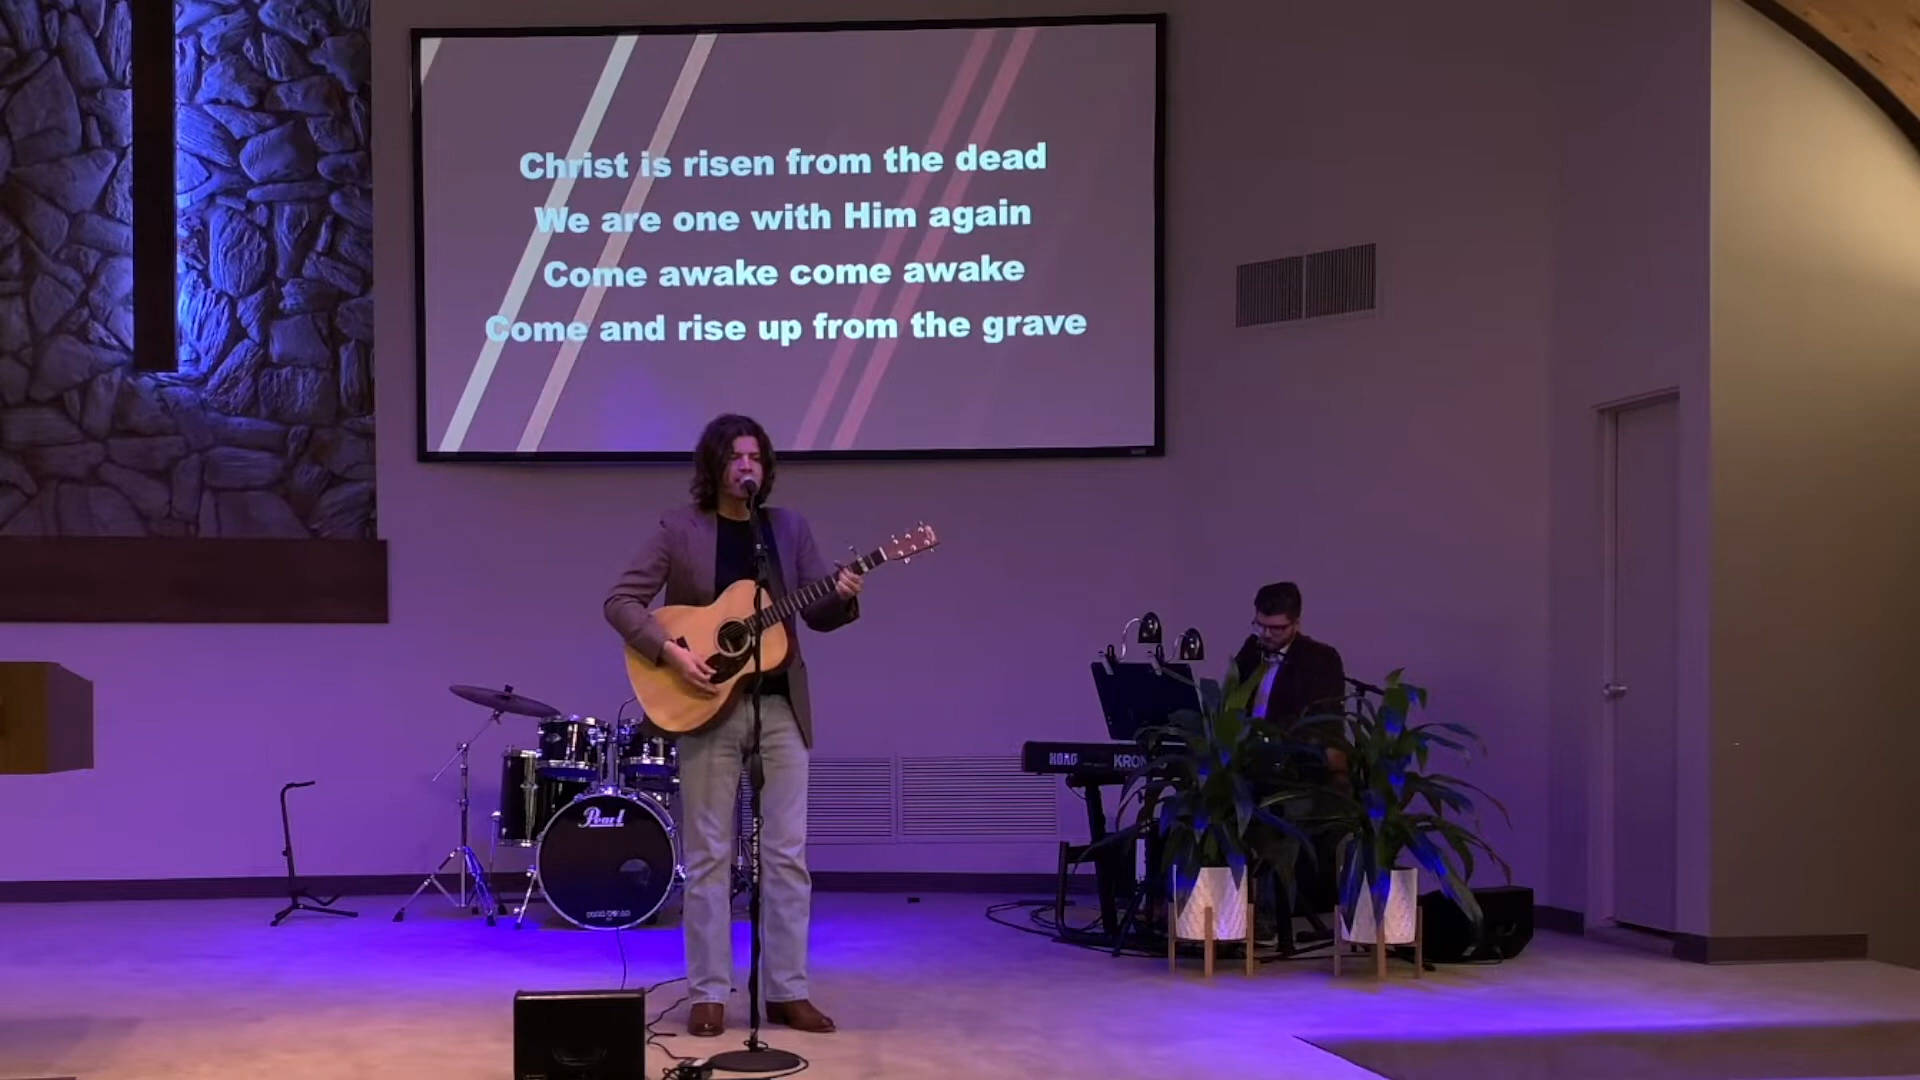 Christ is risen from the dead
We are one with Him again
Come awake come awake
Come and rise up from the grave
KORG
KRON
Pearl